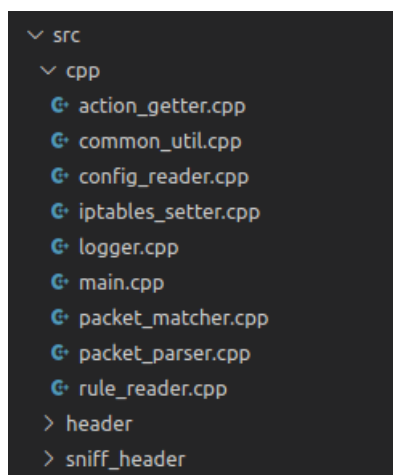 src
cpp
action_getter.cpp
common_util.cpp
config_reader.cpp
iptables_setter.cpp
logger.cpp
main.cpp
packet_matcher.cpp
packet_parser.cpp
rule_reader.cpp
header
sniff_header